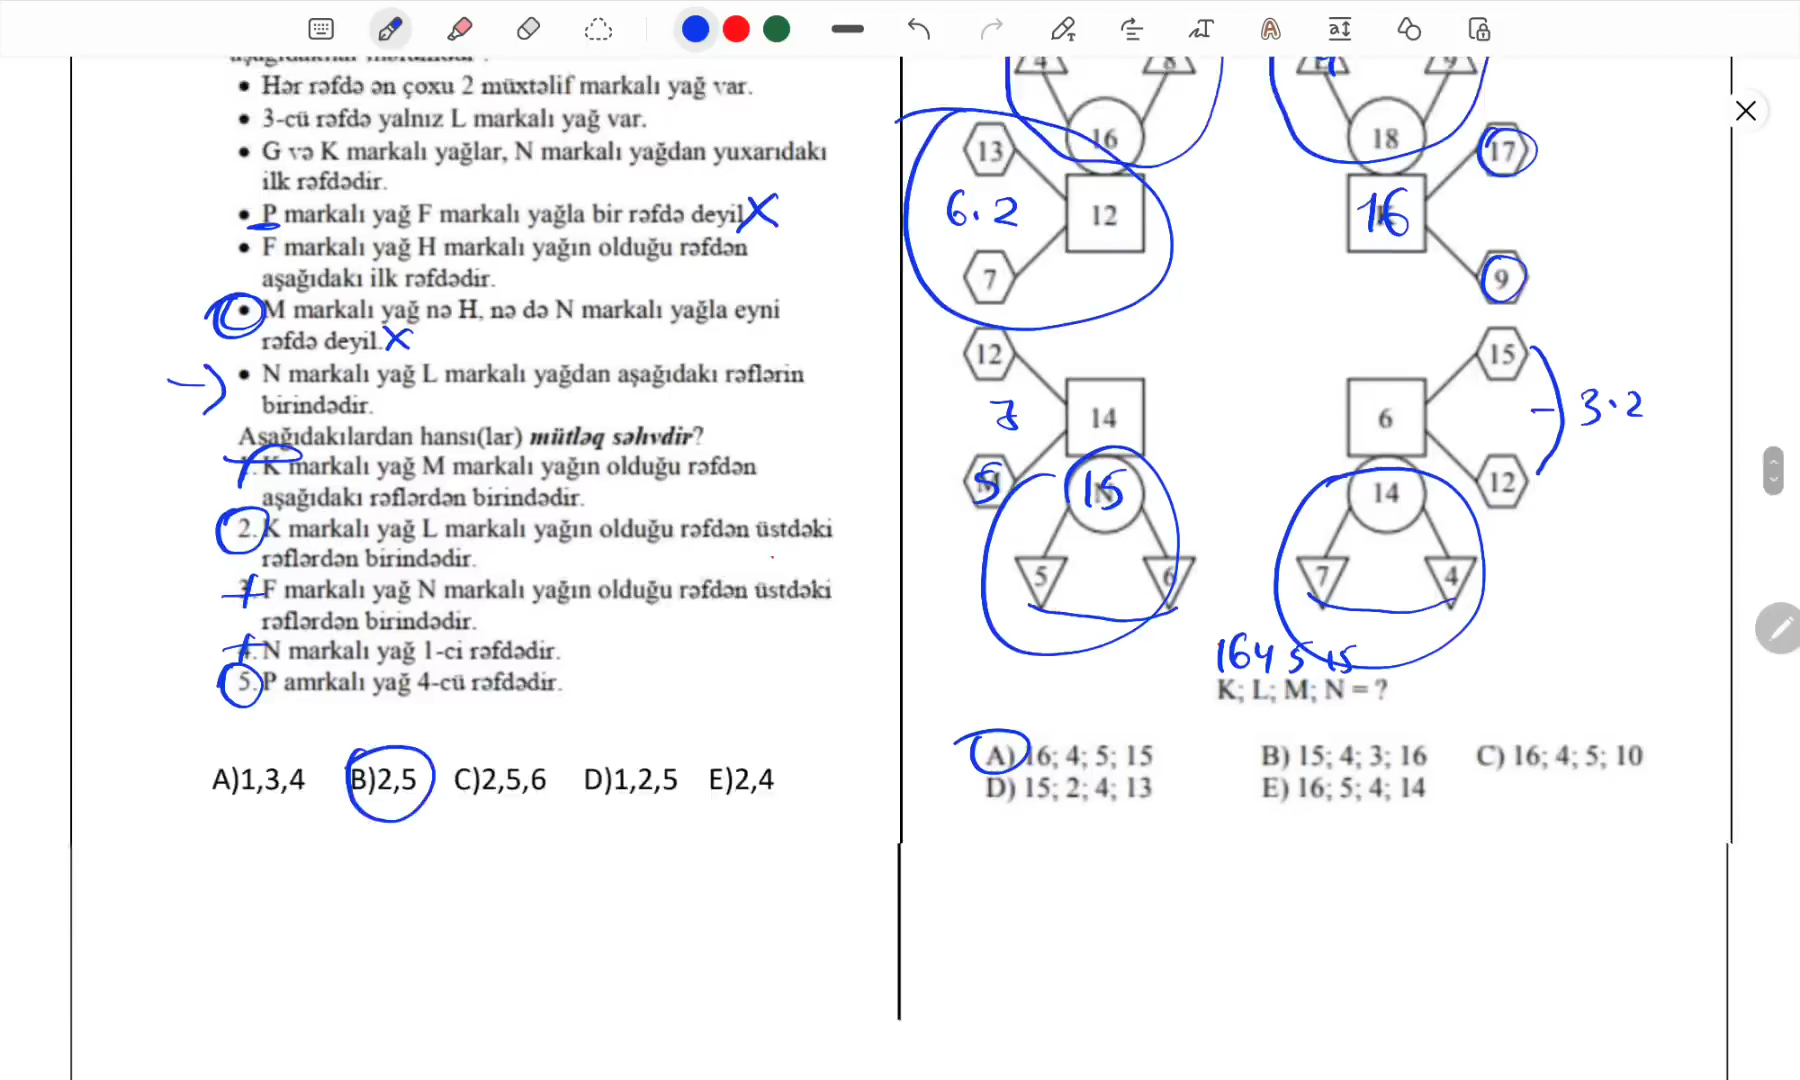 • Hər rəfdə ən çoxu 2 müxtəlif markalı yağ var.
• 3-cü rəfdə yalnız L markalı yağ var.
• G və K markalı yağlar, N markalı yağdan yuxarıdakı
ilk rəfdədir.
• P markalı yağ F markalı yağla bir rəfdə deyil X
• F markalı yağ H markalı yağın olduğu rəfdən
aşağıdakı ilk rəfdədir.
• M markalı yağ nə H, nə də N markalı yağla eyni
rəfdə deyil. X
• N markalı yağ L markalı yağdan aşağıdakı rəflərin
birindədir.
Aşağıdakılardan hansı(lar) mütləq səhvdir?
1. K markalı yağ M markalı yağın olduğu rəfdən
aşağıdakı rəflərdən birindədir.
2. K markalı yağ L markalı yağın olduğu rəfdən üstdəki
rəflərdən birindədir.
3. F markalı yağ N markalı yağın olduğu rəfdən üstdəki
rəflərdən birindədir.
4. N markalı yağ 1-ci rəfdədir.
5. P amrkalı yağ 4-cü rəfdədir.
A)1,3,4 B)2,5 C)2,5,6 D)1,2,5 E)2,4
4 8 9
16 18
13 17
6·2 12 16
7 9
12 15
7 14 6 3·2
5 12
15 14
5 6 7 4
16 4 5 15
K; L; M; N = ?
A) 16; 4; 5; 15 B) 15; 4; 3; 16 C) 16; 4; 5; 10
D) 15; 2; 4; 13 E) 16; 5; 4; 14